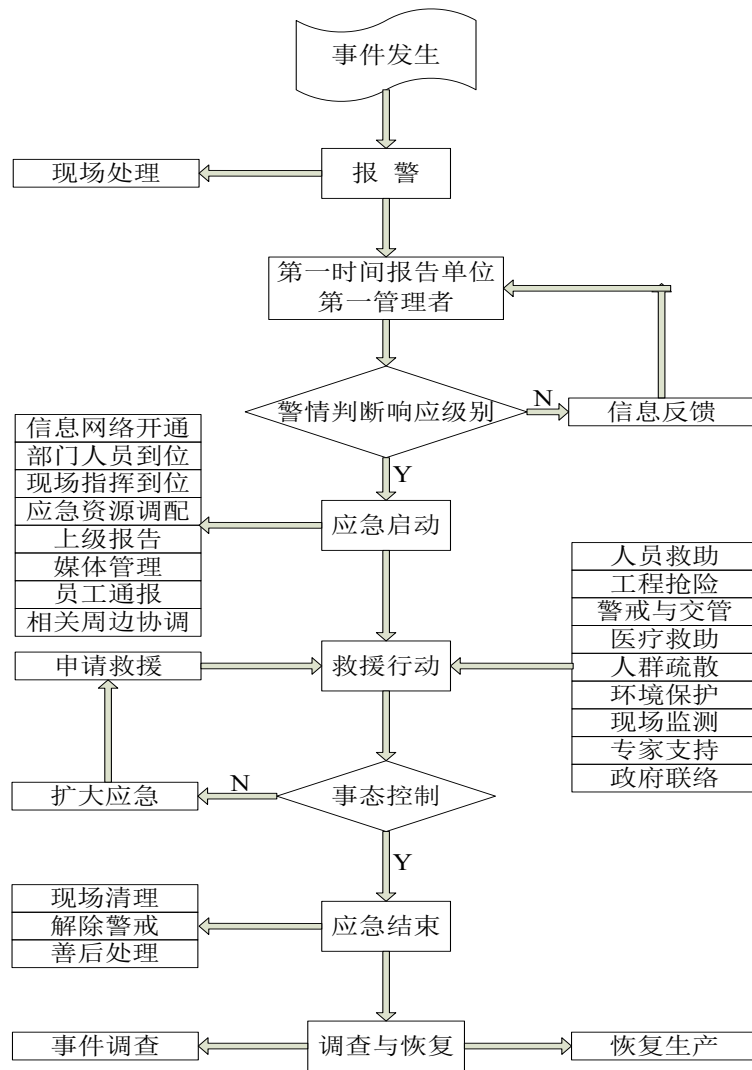 事件发生
现场处理
报 警
第一时间报告单位
第一管理者
警情判断响应级别
N
信息反馈
信息网络开通
部门人员到位
现场指挥到位
应急资源调配
上级报告
媒体管理
员工通报
相关周边协调
Y
应急启动
人员救助
工程抢险
警戒与交管
医疗救助
人群疏散
环境保护
现场监测
专家支持
政府联络
申请救援
救援行动
扩大应急
N
事态控制
Y
现场清理
解除警戒
善后处理
应急结束
事件调查
调查与恢复
恢复生产